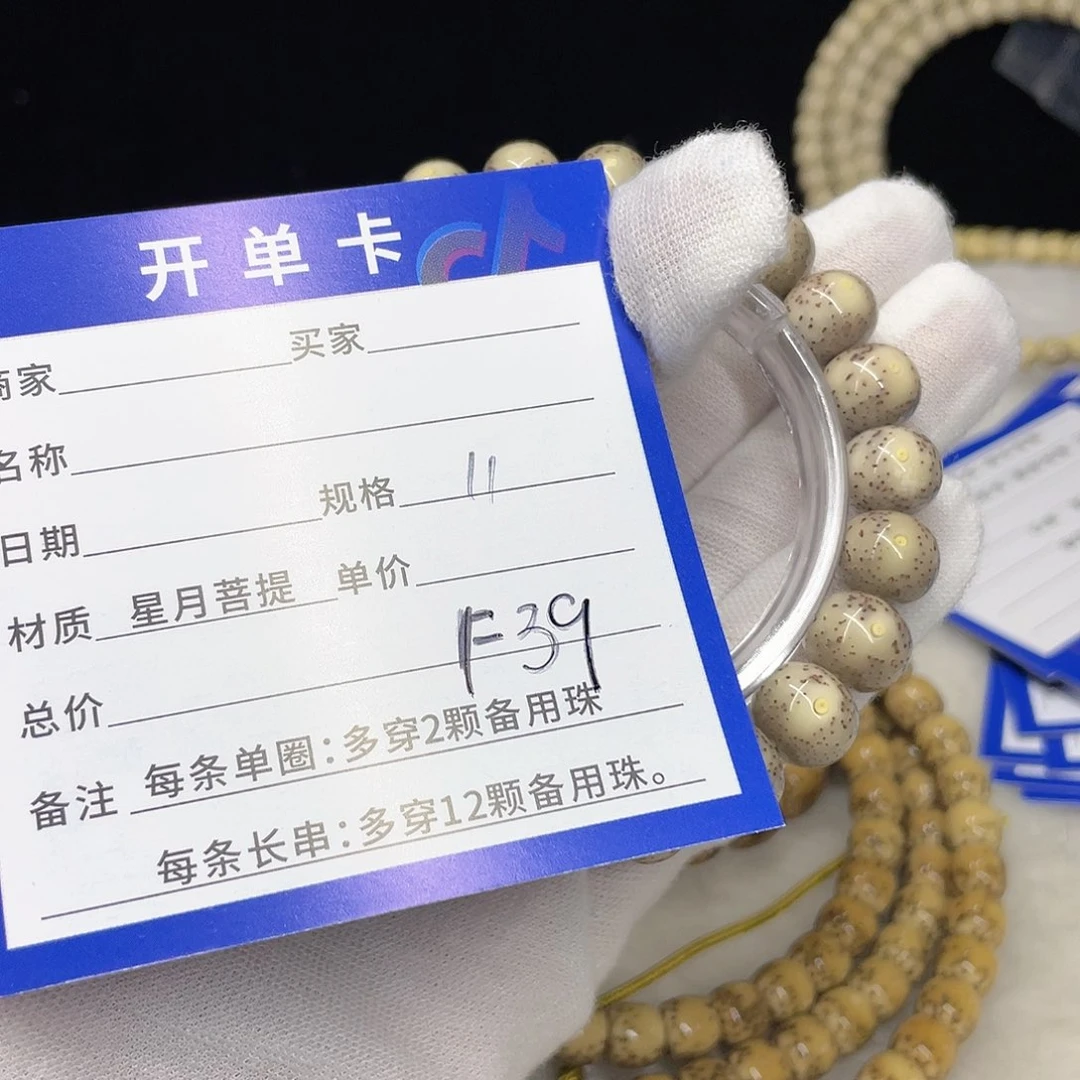 开单卡
商家 买家
名称
日期 规格 11
材质 星月菩提 单价
F39
总价
备注 每条单圈：多穿2颗备用珠
每条长串：多穿12颗备用珠。